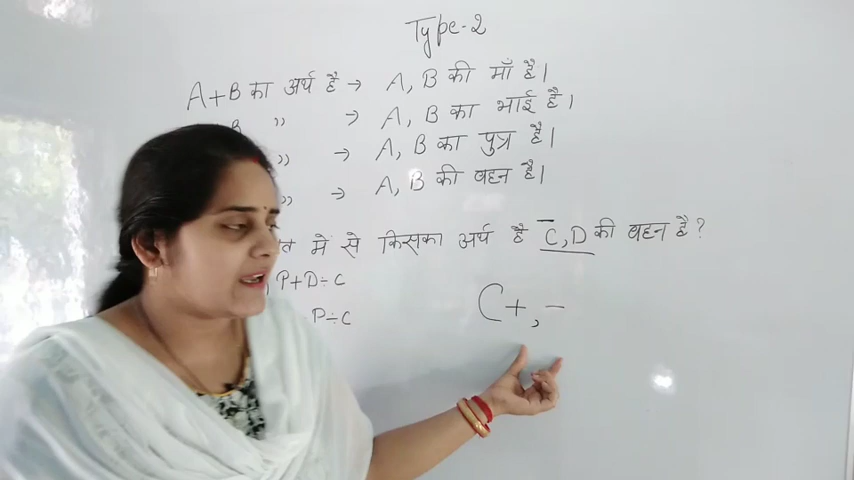 Type-2
A+B का अर्थ है → A, B की माँ है।
B " → A, B का भाई है।
" → A, B का पुत्र है।
" → A, B की बहन है।
में से किसका अर्थ है C, D की बहन है?
P+D÷C
P÷C
C+, -